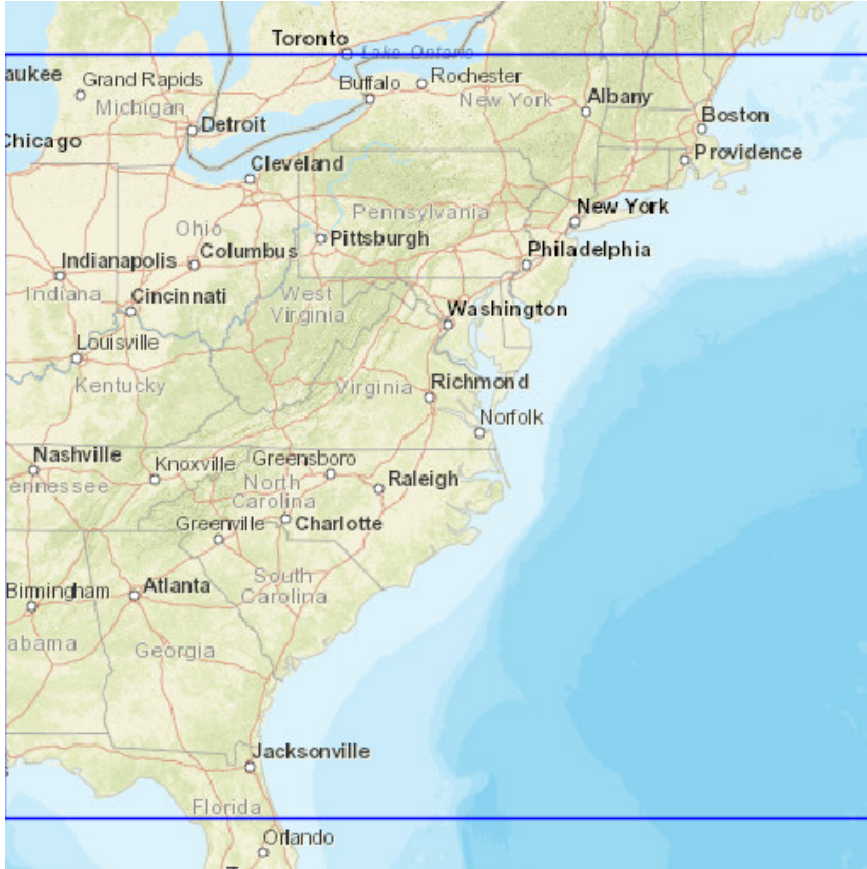 Toronto
Lake Ontario
aukee
Grand Rapids
Buffalo
Rochester
Michigan
New York
Albany
Detroit
Boston
Chicago
Cleveland
Providence
Pennsylvania
New York
Ohio
Pittsburgh
Columbus
Philadelphia
Indianapolis
Indiana
Cincinnati
West
Virginia
Washington
Louisville
Kentucky
Virginia
Richmond
Norfolk
Nashville
Knoxville
Greensboro
ennessee
North
Carolina
Raleigh
Greenville
Charlotte
Birmingham
Atlanta
South
Carolina
abama
Georgia
Jacksonville
Florida
Orlando